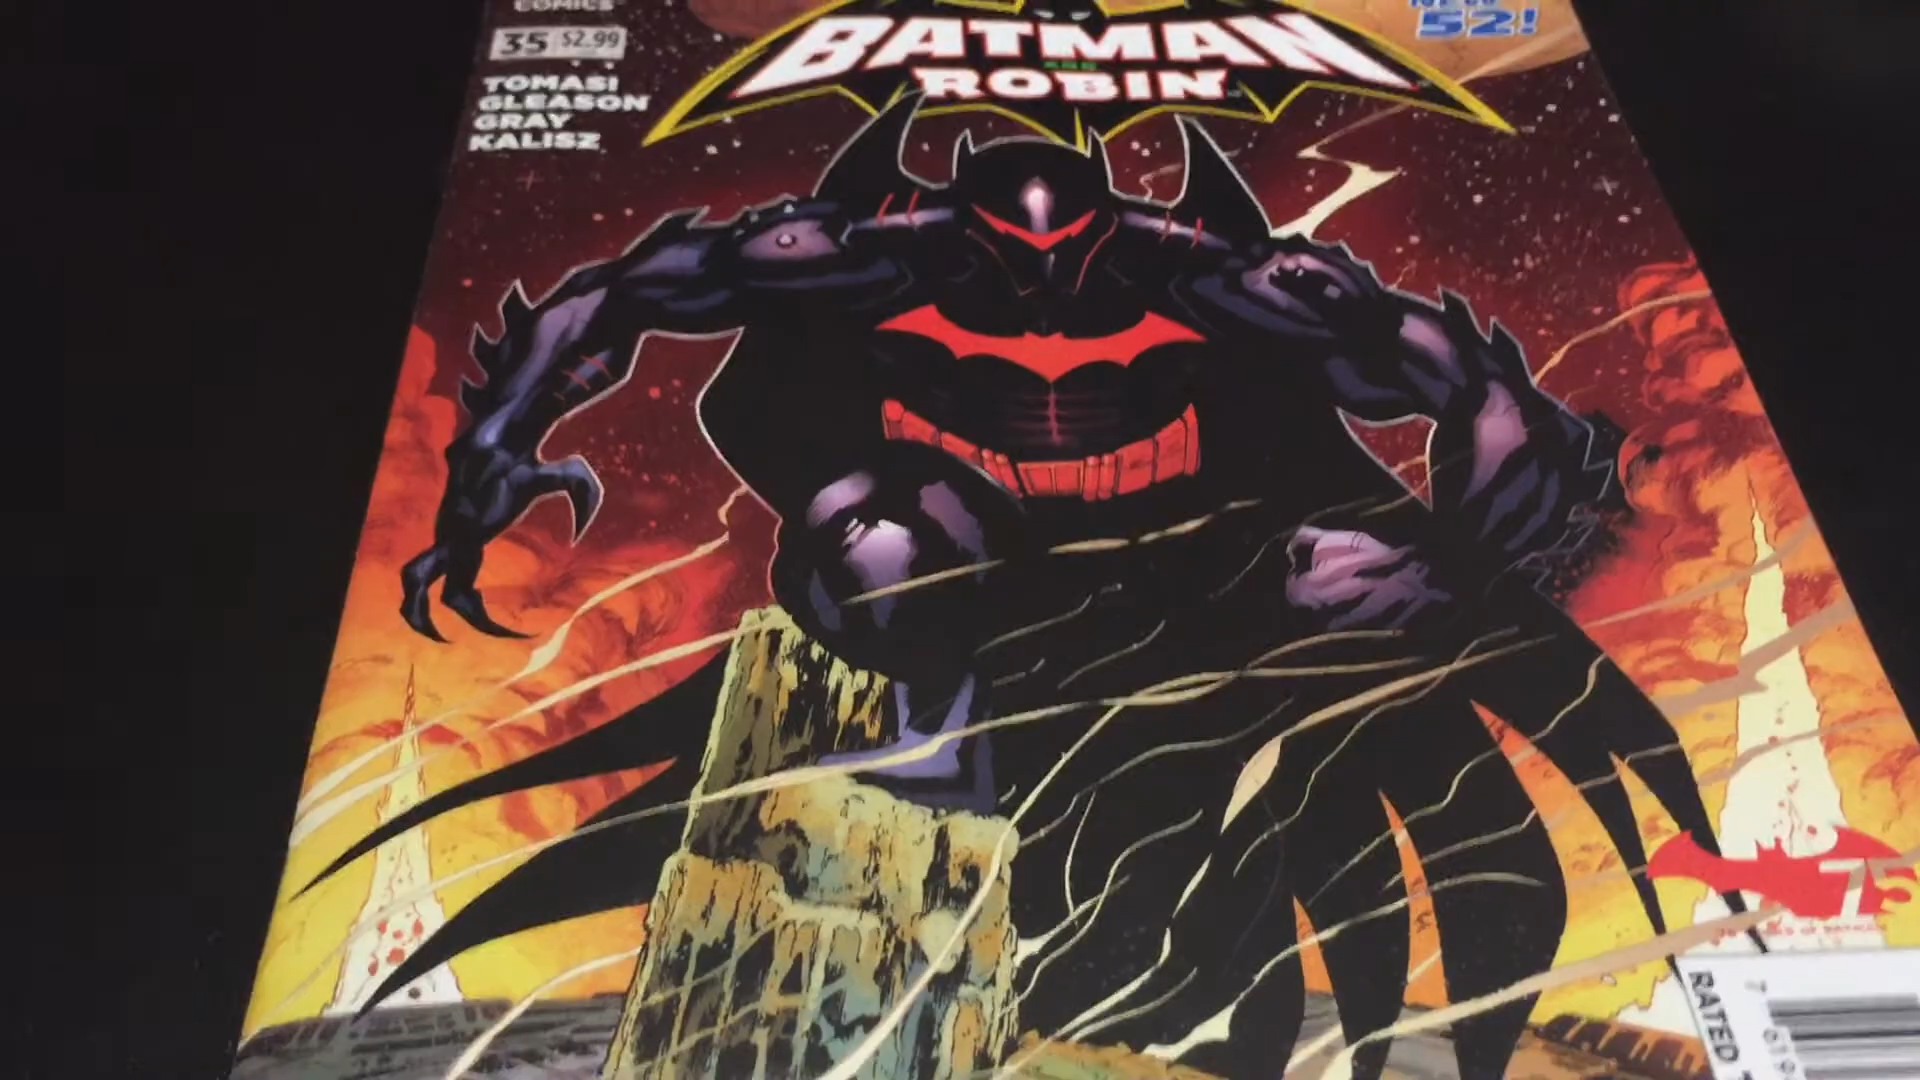 COMICS
35 $2.99
TOMASI
GLEASON
GRAY
KALISZ
BATMAN
AND
ROBIN
52!
75
RATED